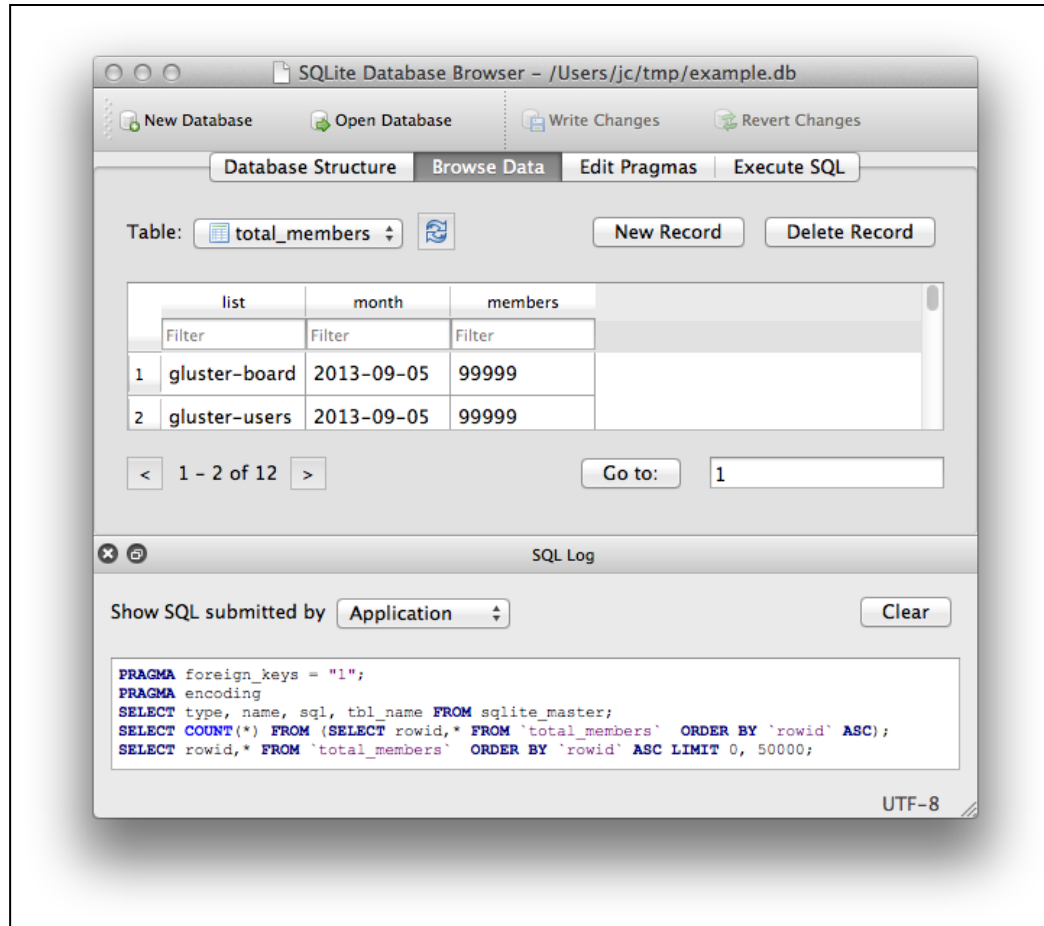 SQLite Database Browser – /Users/jc/tmp/example.db
New Database Open Database Write Changes Revert Changes
Database Structure Browse Data Edit Pragmas Execute SQL
Table: total_members New Record Delete Record
list month members
Filter Filter Filter
1 gluster-board 2013-09-05 99999
2 gluster-users 2013-09-05 99999
< 1 – 2 of 12 > Go to: 1
SQL Log
Show SQL submitted by Application Clear
PRAGMA foreign_keys = "1";
PRAGMA encoding
SELECT type, name, sql, tbl_name FROM sqlite_master;
SELECT COUNT(*) FROM (SELECT rowid,* FROM `total_members`  ORDER BY `rowid` ASC);
SELECT rowid,* FROM `total_members`  ORDER BY `rowid` ASC LIMIT 0, 50000;
UTF-8